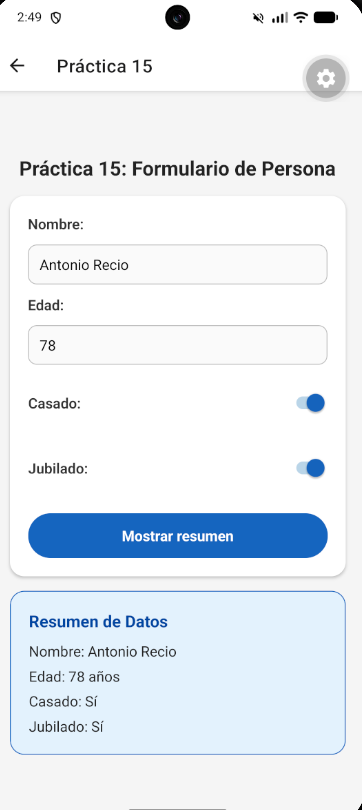 2:49
Práctica 15
Práctica 15: Formulario de Persona
Nombre:
Antonio Recio
Edad:
78
Casado:
Jubilado:
Mostrar resumen
Resumen de Datos
Nombre: Antonio Recio
Edad: 78 años
Casado: Sí
Jubilado: Sí